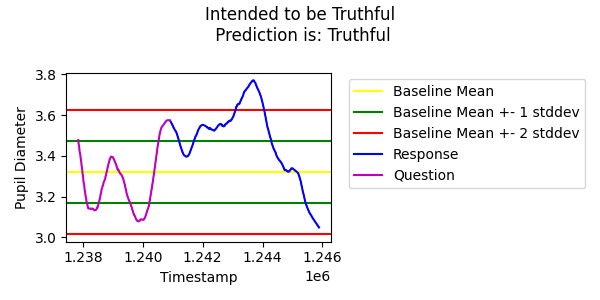 Intended to be Truthful
Prediction is: Truthful
3.8
3.6
3.4
3.2
3.0
Pupil Diameter
1.238 1.240 1.242 1.244 1.246
1e6
Timestamp
Baseline Mean
Baseline Mean +- 1 stddev
Baseline Mean +- 2 stddev
Response
Question